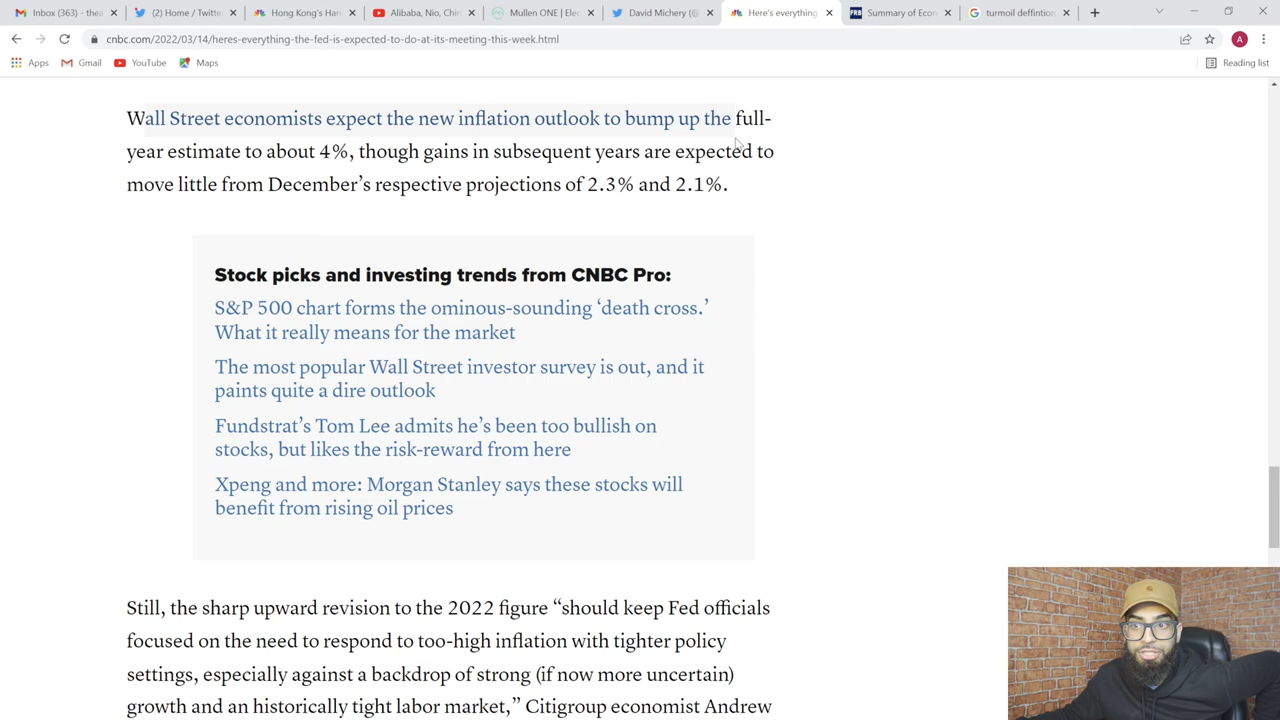 Inbox (363) - thea
(2) Home / Twitter
Hong Kong's Han
Alibaba, Nio, Chin
Mullen ONE | Elec
David Michery (@
Here's everything
FRB
Summary of Econ
turmoil deffintion
cnbc.com/2022/03/14/heres-everything-the-fed-is-expected-to-do-at-its-meeting-this-week.html
A
Apps
Gmail
YouTube
Maps
Reading list
Wall Street economists expect the new inflation outlook to bump up the full-
year estimate to about 4%, though gains in subsequent years are expected to
move little from December’s respective projections of 2.3% and 2.1%.
Stock picks and investing trends from CNBC Pro:
S&P 500 chart forms the ominous-sounding ‘death cross.’
What it really means for the market
The most popular Wall Street investor survey is out, and it
paints quite a dire outlook
Fundstrat’s Tom Lee admits he’s been too bullish on
stocks, but likes the risk-reward from here
Xpeng and more: Morgan Stanley says these stocks will
benefit from rising oil prices
Still, the sharp upward revision to the 2022 figure “should keep Fed officials
focused on the need to respond to too-high inflation with tighter policy
settings, especially against a backdrop of strong (if now more uncertain)
growth and an historically tight labor market,” Citigroup economist Andrew